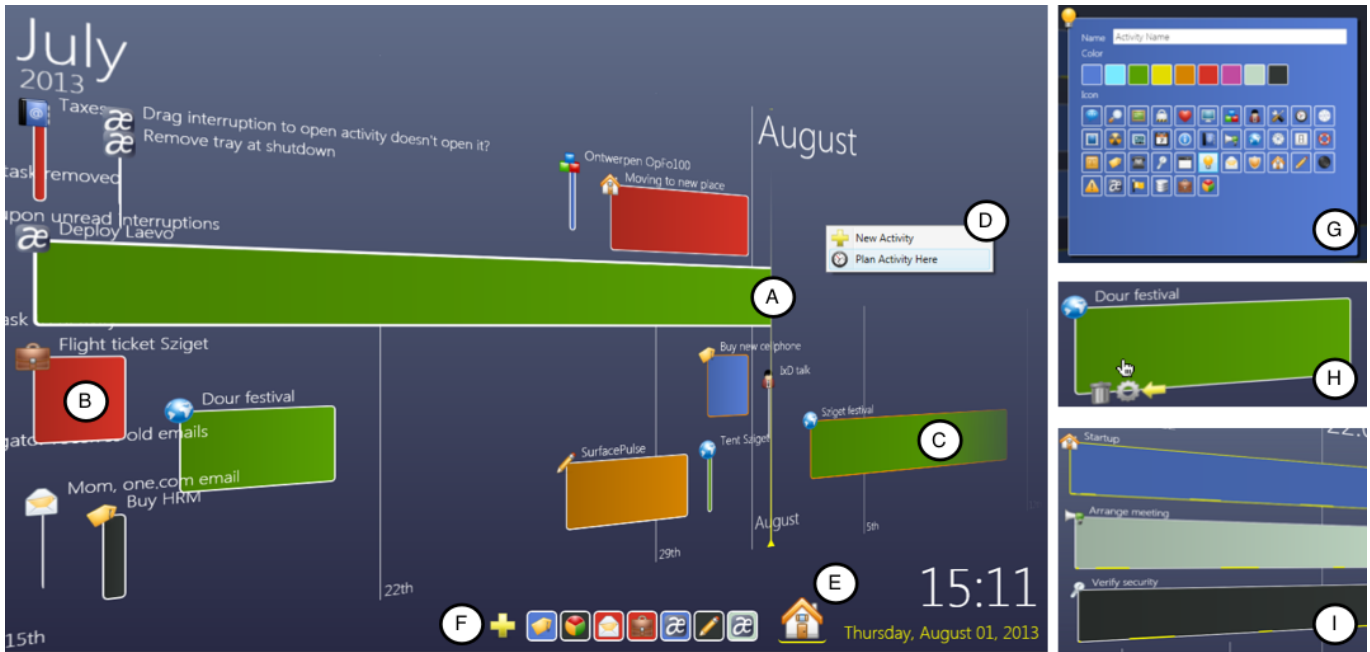 July
2013
Taxes
Drag interruption to open activity doesn't open it?
Remove tray at shutdown
task removed
upon unread interruptions
Deploy Laevo
Ontwerpen OpFo100
Moving to new place
August
D
New Activity
Plan Activity Here
A
task
Flight ticket Sziget
B
Dour festival
old emails
Mom, one.com email
Buy HRM
Buy new cellphone
IxD talk
Sziget festival
C
SurfacePulse
Tent Sziget
August
5th
29th
22th
15th
E
F
15:11
Thursday, August 01, 2013
Name
Activity Name
Color
Icon
G
Dour festival
H
Startup
Arrange meeting
Verify security
I